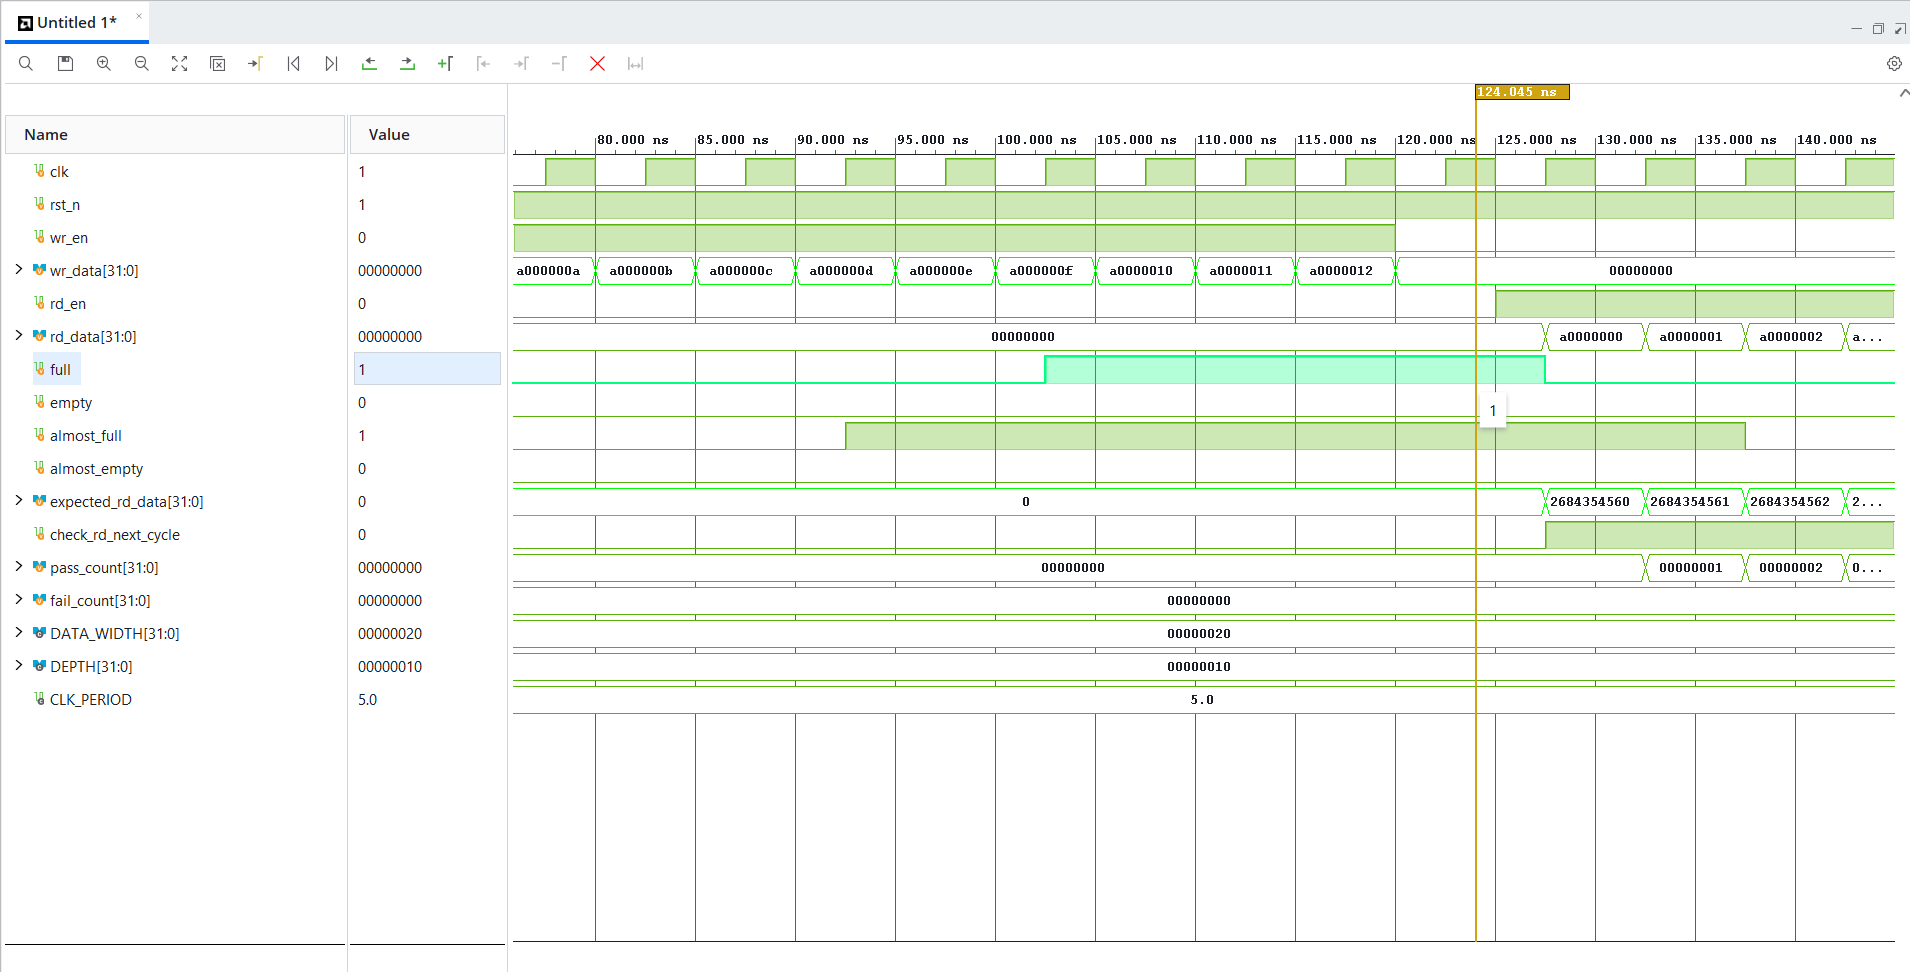 Untitled 1*
124.045 ns
Name Value
80.000 ns 85.000 ns 90.000 ns 95.000 ns 100.000 ns 105.000 ns 110.000 ns 115.000 ns 120.000 ns 125.000 ns 130.000 ns 135.000 ns 140.000 ns
clk 1
rst_n 1
wr_en 0
wr_data[31:0] 00000000 a000000a a000000b a000000c a000000d a000000e a000000f a0000010 a0000011 a0000012 00000000
rd_en 0
rd_data[31:0] 00000000 00000000 a0000000 a0000001 a0000002 a...
full 1
empty 0 1
almost_full 1
almost_empty 0
expected_rd_data[31:0] 0 0 2684354560 2684354561 2684354562 2...
check_rd_next_cycle 0
pass_count[31:0] 00000000 00000000 00000001 00000002 0...
fail_count[31:0] 00000000 00000000
DATA_WIDTH[31:0] 00000020 00000020
DEPTH[31:0] 00000010 00000010
CLK_PERIOD 5.0 5.0